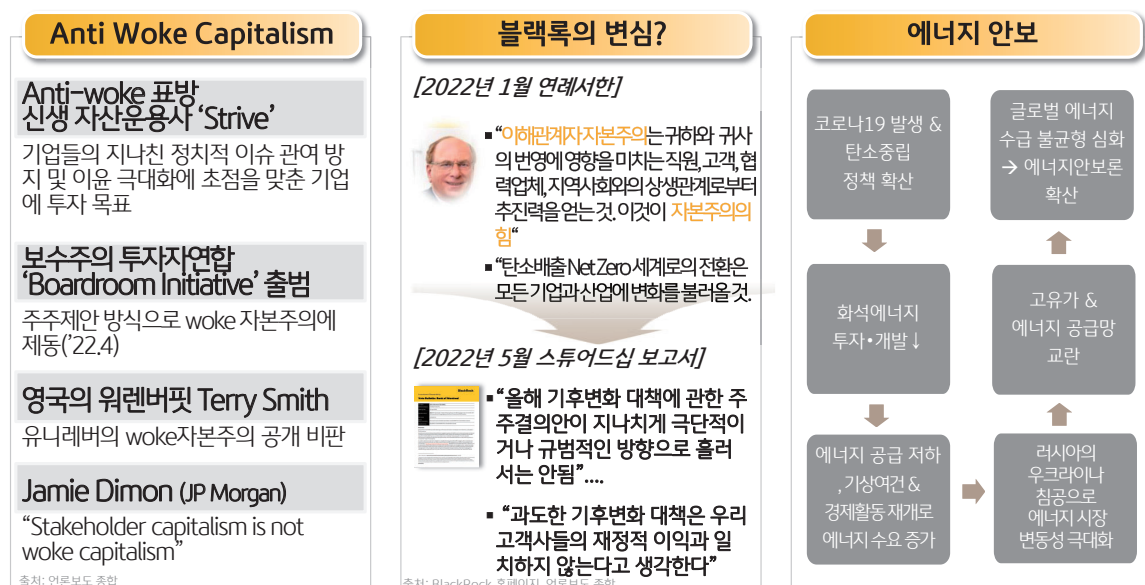 Anti Woke Capitalism
Anti-woke 표방
신생 자산운용사 ‘Strive’
기업들의 지나친 정치적 이슈 관여 방
지 및 이윤 극대화에 초점을 맞춘 기업
에 투자 목표
보수주의 투자자연합
‘Boardroom Initiative’ 출범
주주제안 방식으로 woke 자본주의에
제동(’22.4)
영국의 워렌버핏 Terry Smith
유니레버의 woke자본주의 공개 비판
Jamie Dimon (JP Morgan)
“Stakeholder capitalism is not
woke capitalism”
출처: 언론보도 종합
블랙록의 변심?
[2022년 1월 연례서한]
▪ “이해관계자 자본주의는 귀하와 귀사
의 번영에 영향을 미치는 직원, 고객, 협
력업체, 지역사회와의 상생관계로부터
추진력을 얻는 것. 이것이 자본주의의
힘“
▪ “탄소배출 Net Zero 세계로의 전환은
모든 기업과 산업에 변화를 불러올 것.
[2022년 5월 스튜어드십 보고서]
▪ “올해 기후변화 대책에 관한 주
주결의안이 지나치게 극단적이
거나 규범적인 방향으로 흘러
서는 안됨”....
▪ “과도한 기후변화 대책은 우리
고객사들의 재정적 이익과 일
치하지 않는다고 생각한다”
출처: BlackRock 홈페이지, 언론보도 종합
에너지 안보
코로나19 발생 &
탄소중립
정책 확산
화석에너지
투자•개발↓
에너지 공급 저하
, 기상여건 &
경제활동 재개로
에너지 수요 증가
러시아의
우크라이나
침공으로
에너지 시장
변동성 극대화
고유가 &
에너지 공급망
교란
글로벌 에너지
수급 불균형 심화
→ 에너지안보론
확산